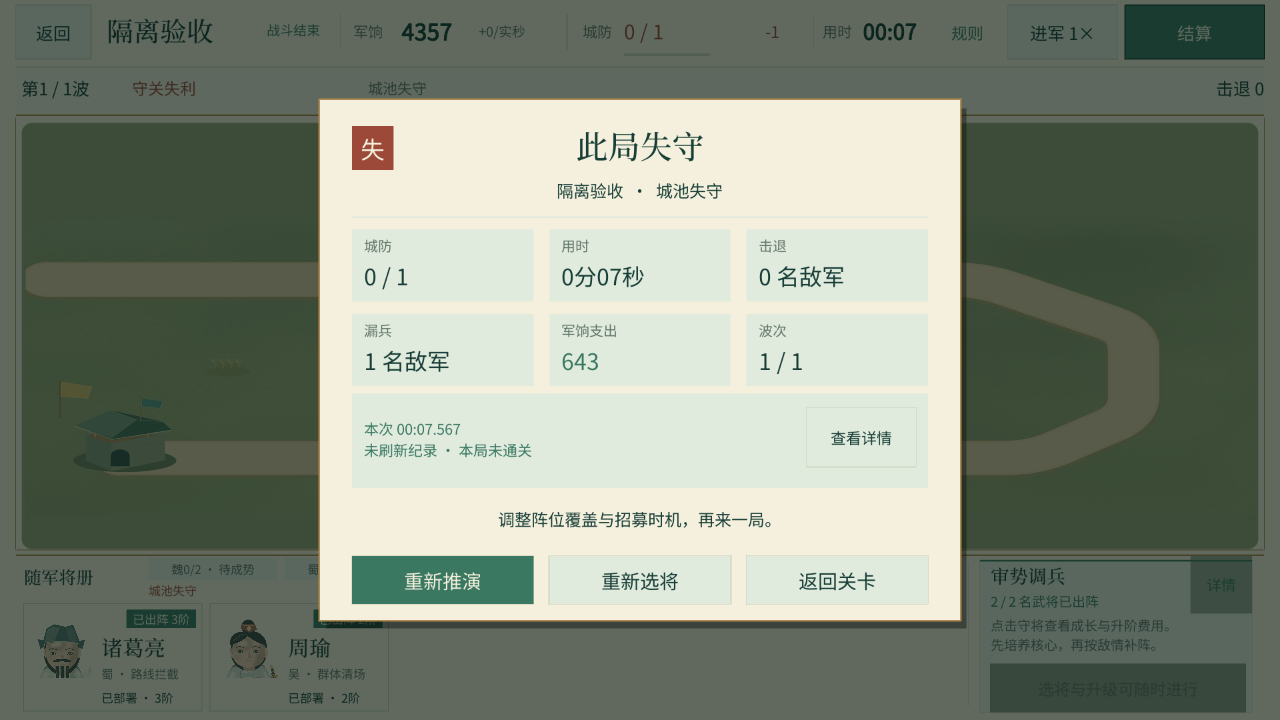 返回
隔离验收
战斗结束
军饷 4357 +0/实秒
城防 0 / 1 -1
用时 00:07
规则
进军 1×
结算
第1 / 1波
守关失利
城池失守
击退 0
失
此局失守
隔离验收 · 城池失守
城防
0 / 1
用时
0分07秒
击退
0 名敌军
漏兵
1 名敌军
军饷支出
643
波次
1 / 1
本次 00:07.567
未刷新纪录 · 本局未通关
查看详情
调整阵位覆盖与招募时机，再来一局。
重新推演
重新选将
返回关卡
随军将册
魏0/2 · 待成势
蜀
城池失守
已出阵 3阶
诸葛亮
蜀 · 路线拦截
已部署 · 3阶
周瑜
吴 · 群体清场
已部署 · 2阶
审势调兵
详情
2 / 2 名武将已出阵
点击守将查看成长与升阶费用。
先培养核心，再按敌情补阵。
选将与升级可随时进行